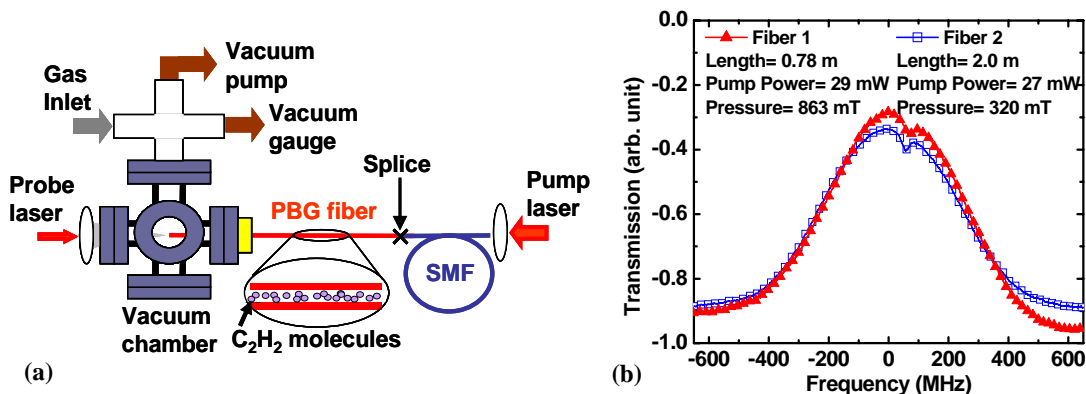 Vacuum
pump
Gas
Inlet
Vacuum
gauge
Probe
laser
Splice
Pump
laser
PBG fiber
SMF
Vacuum
chamber
C₂H₂ molecules
(a)
(b)
Fiber 1
Length= 0.78 m
Pump Power= 29 mW
Pressure= 863 mT
Fiber 2
Length= 2.0 m
Pump Power= 27 mW
Pressure= 320 mT
Transmission (arb. unit)
0.0
-0.2
-0.4
-0.6
-0.8
-1.0
-600 -400 -200 0 200 400 600
Frequency (MHz)